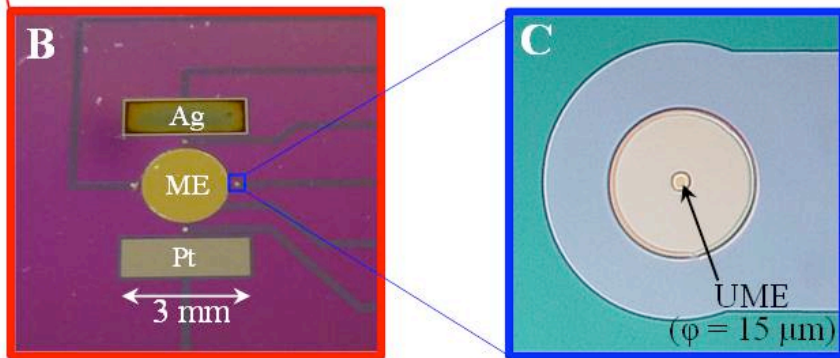 B
Ag
ME
Pt
3 mm
C
UME
(φ = 15 μm)